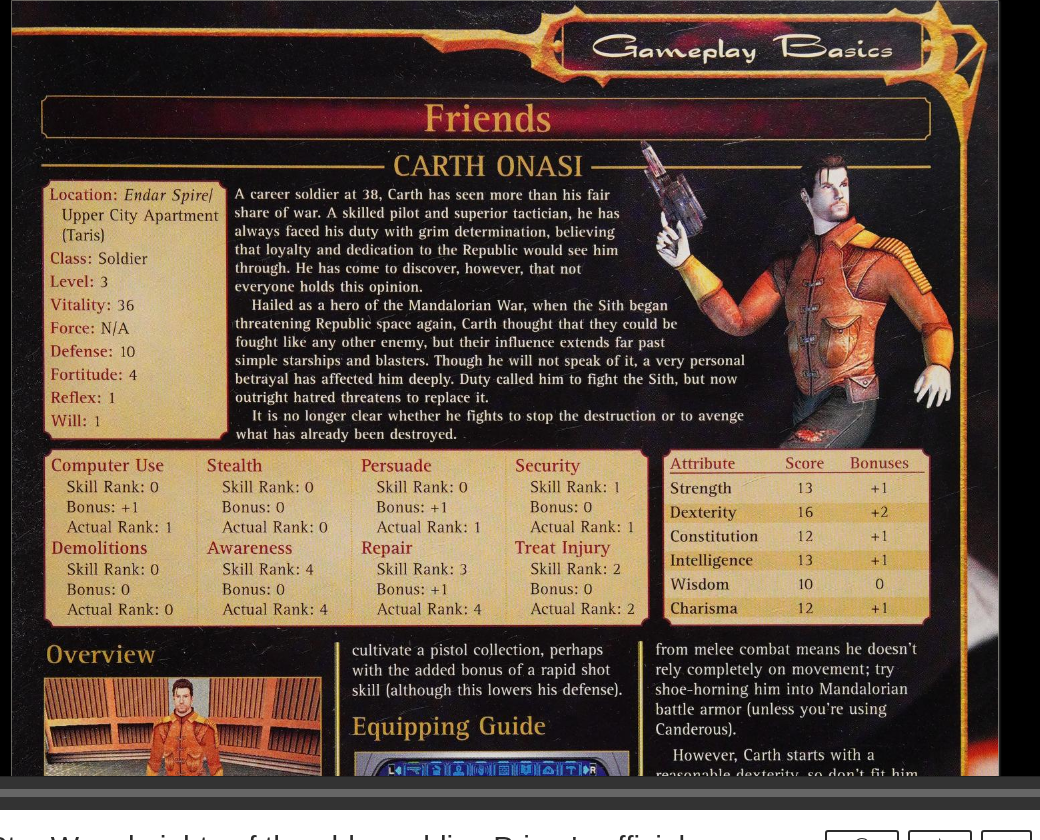 Gameplay Basics
Friends
CARTH ONASI
Location: Endar Spire/
Upper City Apartment
(Taris)
Class: Soldier
Level: 3
Vitality: 36
Force: N/A
Defense: 10
Fortitude: 4
Reflex: 1
Will: 1
A career soldier at 38, Carth has seen more than his fair
share of war. A skilled pilot and superior tactician, he has
always faced his duty with grim determination, believing
that loyalty and dedication to the Republic would see him
through. He has come to discover, however, that not
everyone holds this opinion.
Hailed as a hero of the Mandalorian War, when the Sith began
threatening Republic space again, Carth thought that they could be
fought like any other enemy, but their influence extends far past
simple starships and blasters. Though he will not speak of it, a very personal
betrayal has affected him deeply. Duty called him to fight the Sith, but now
outright hatred threatens to replace it.
It is no longer clear whether he fights to stop the destruction or to avenge
what has already been destroyed.
Computer Use
Skill Rank: 0
Bonus: +1
Actual Rank: 1
Demolitions
Skill Rank: 0
Bonus: 0
Actual Rank: 0
Stealth
Skill Rank: 0
Bonus: 0
Actual Rank: 0
Awareness
Skill Rank: 4
Bonus: 0
Actual Rank: 4
Persuade
Skill Rank: 0
Bonus: +1
Actual Rank: 1
Repair
Skill Rank: 3
Bonus: +1
Actual Rank: 4
Security
Skill Rank: 1
Bonus: 0
Actual Rank: 1
Treat Injury
Skill Rank: 2
Bonus: 0
Actual Rank: 2
Attribute Score Bonuses
Strength 13 +1
Dexterity 16 +2
Constitution 12 +1
Intelligence 13 +1
Wisdom 10 0
Charisma 12 +1
Overview
cultivate a pistol collection, perhaps
with the added bonus of a rapid shot
skill (although this lowers his defense).
Equipping Guide
L R
from melee combat means he doesn't
rely completely on movement; try
shoe-horning him into Mandalorian
battle armor (unless you're using
Canderous).
However, Carth starts with a
reasonable dexterity, so don't fit him